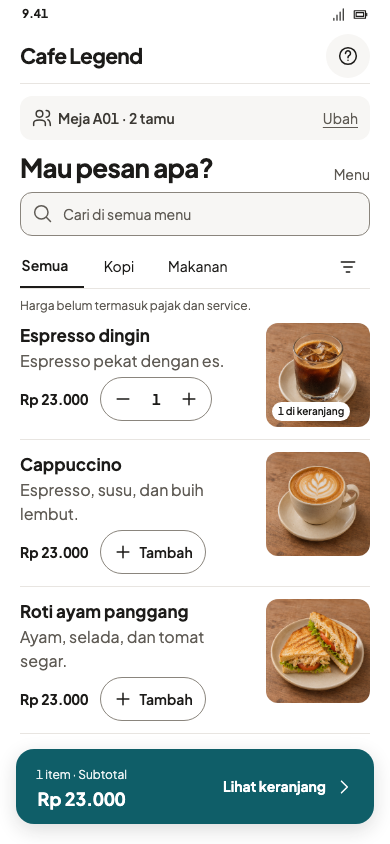 9.41
Cafe Legend
Meja A01 · 2 tamu
Ubah
Mau pesan apa?
Menu
Cari di semua menu
Semua
Kopi
Makanan
Harga belum termasuk pajak dan service.
Espresso dingin
Espresso pekat dengan es.
Rp 23.000
1
1 di keranjang
Cappuccino
Espresso, susu, dan buih
lembut.
Rp 23.000
Tambah
Roti ayam panggang
Ayam, selada, dan tomat
segar.
Rp 23.000
Tambah
1 item · Subtotal
Rp 23.000
Lihat keranjang